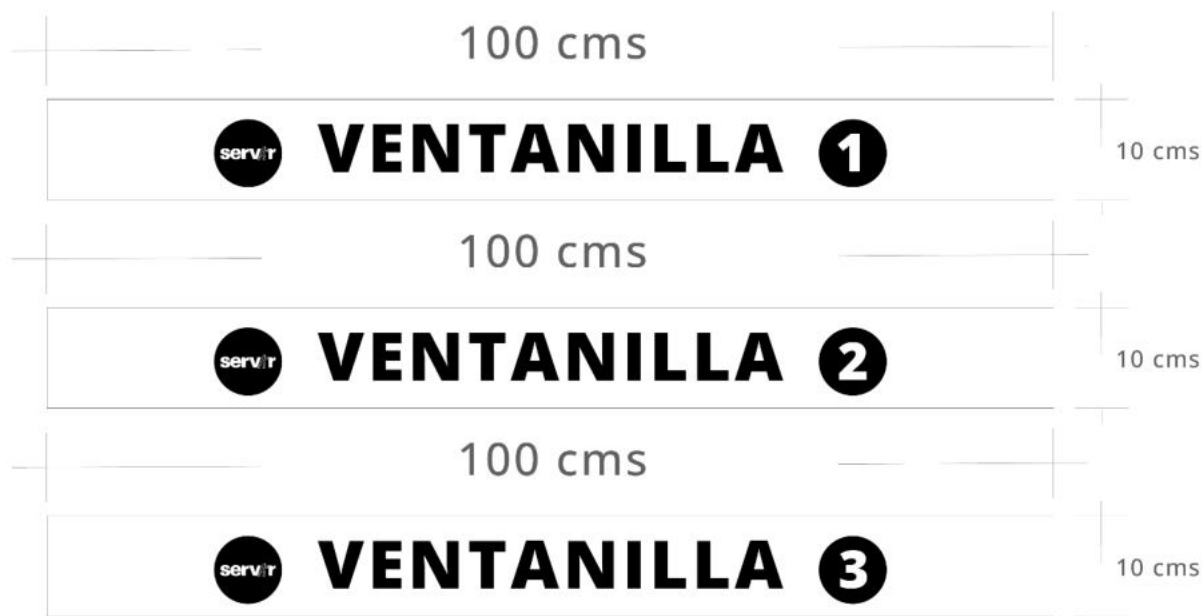 100 cms
servir VENTANILLA 1
10 cms
100 cms
servir VENTANILLA 2
10 cms
100 cms
servir VENTANILLA 3
10 cms